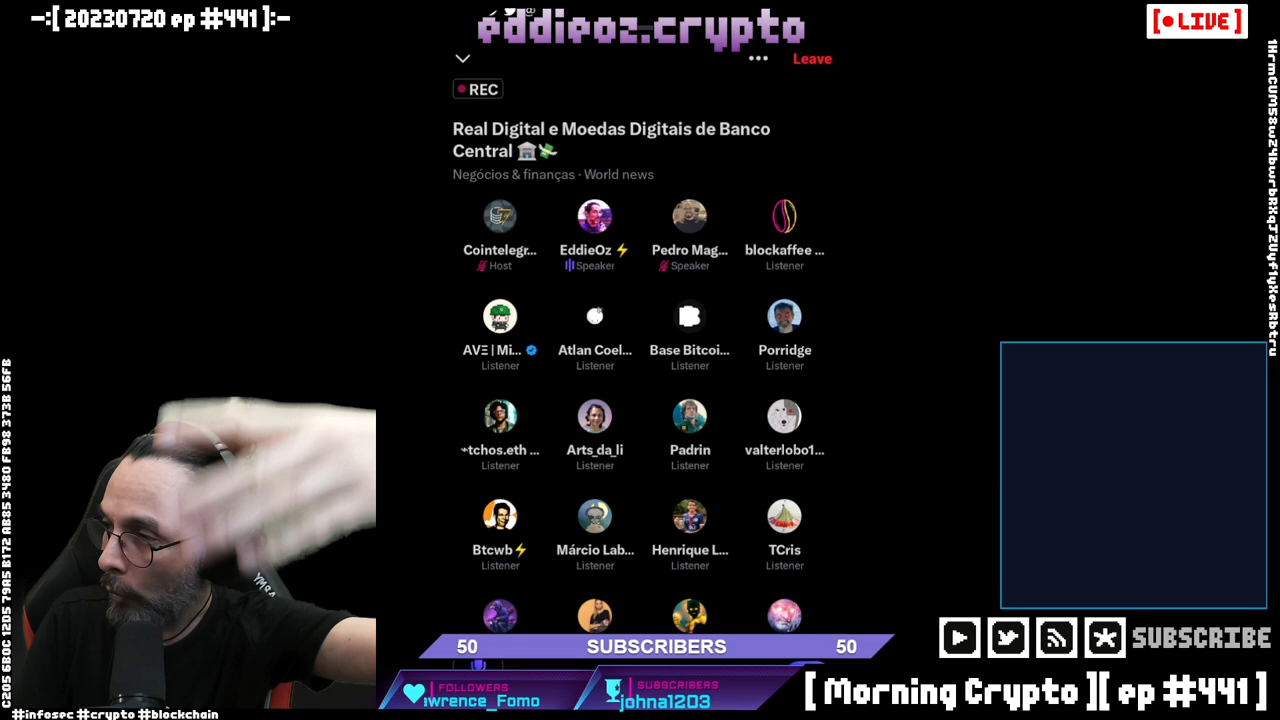 -:[ 20230720 ep #441 ]:-
eddieoz.crypto
[ LIVE ]
Leave
REC
Real Digital e Moedas Digitais de Banco
Central 🏛️💸
Negócios & finanças · World news
Cointelegr... EddieOz ⚡ Pedro Mag... blockaffee ...
Host Speaker Speaker Listener
AVΞ | Mi... Atlan Coel... Base Bitcoi... Porridge
Listener Listener Listener Listener
tchos.eth ... Arts_da_li Padrin valterlobo1...
Listener Listener Listener Listener
Btcwb⚡ Márcio Lab... Henrique L... TCris
Listener Listener Listener Listener
50 SUBSCRIBERS 50
FOLLOWERS
awrence_Fomo
SUBSCRIBERS
johna1203
SUBSCRIBE
[ Morning Crypto ][ ep #441 ]
#infosec #crypto #blockchain